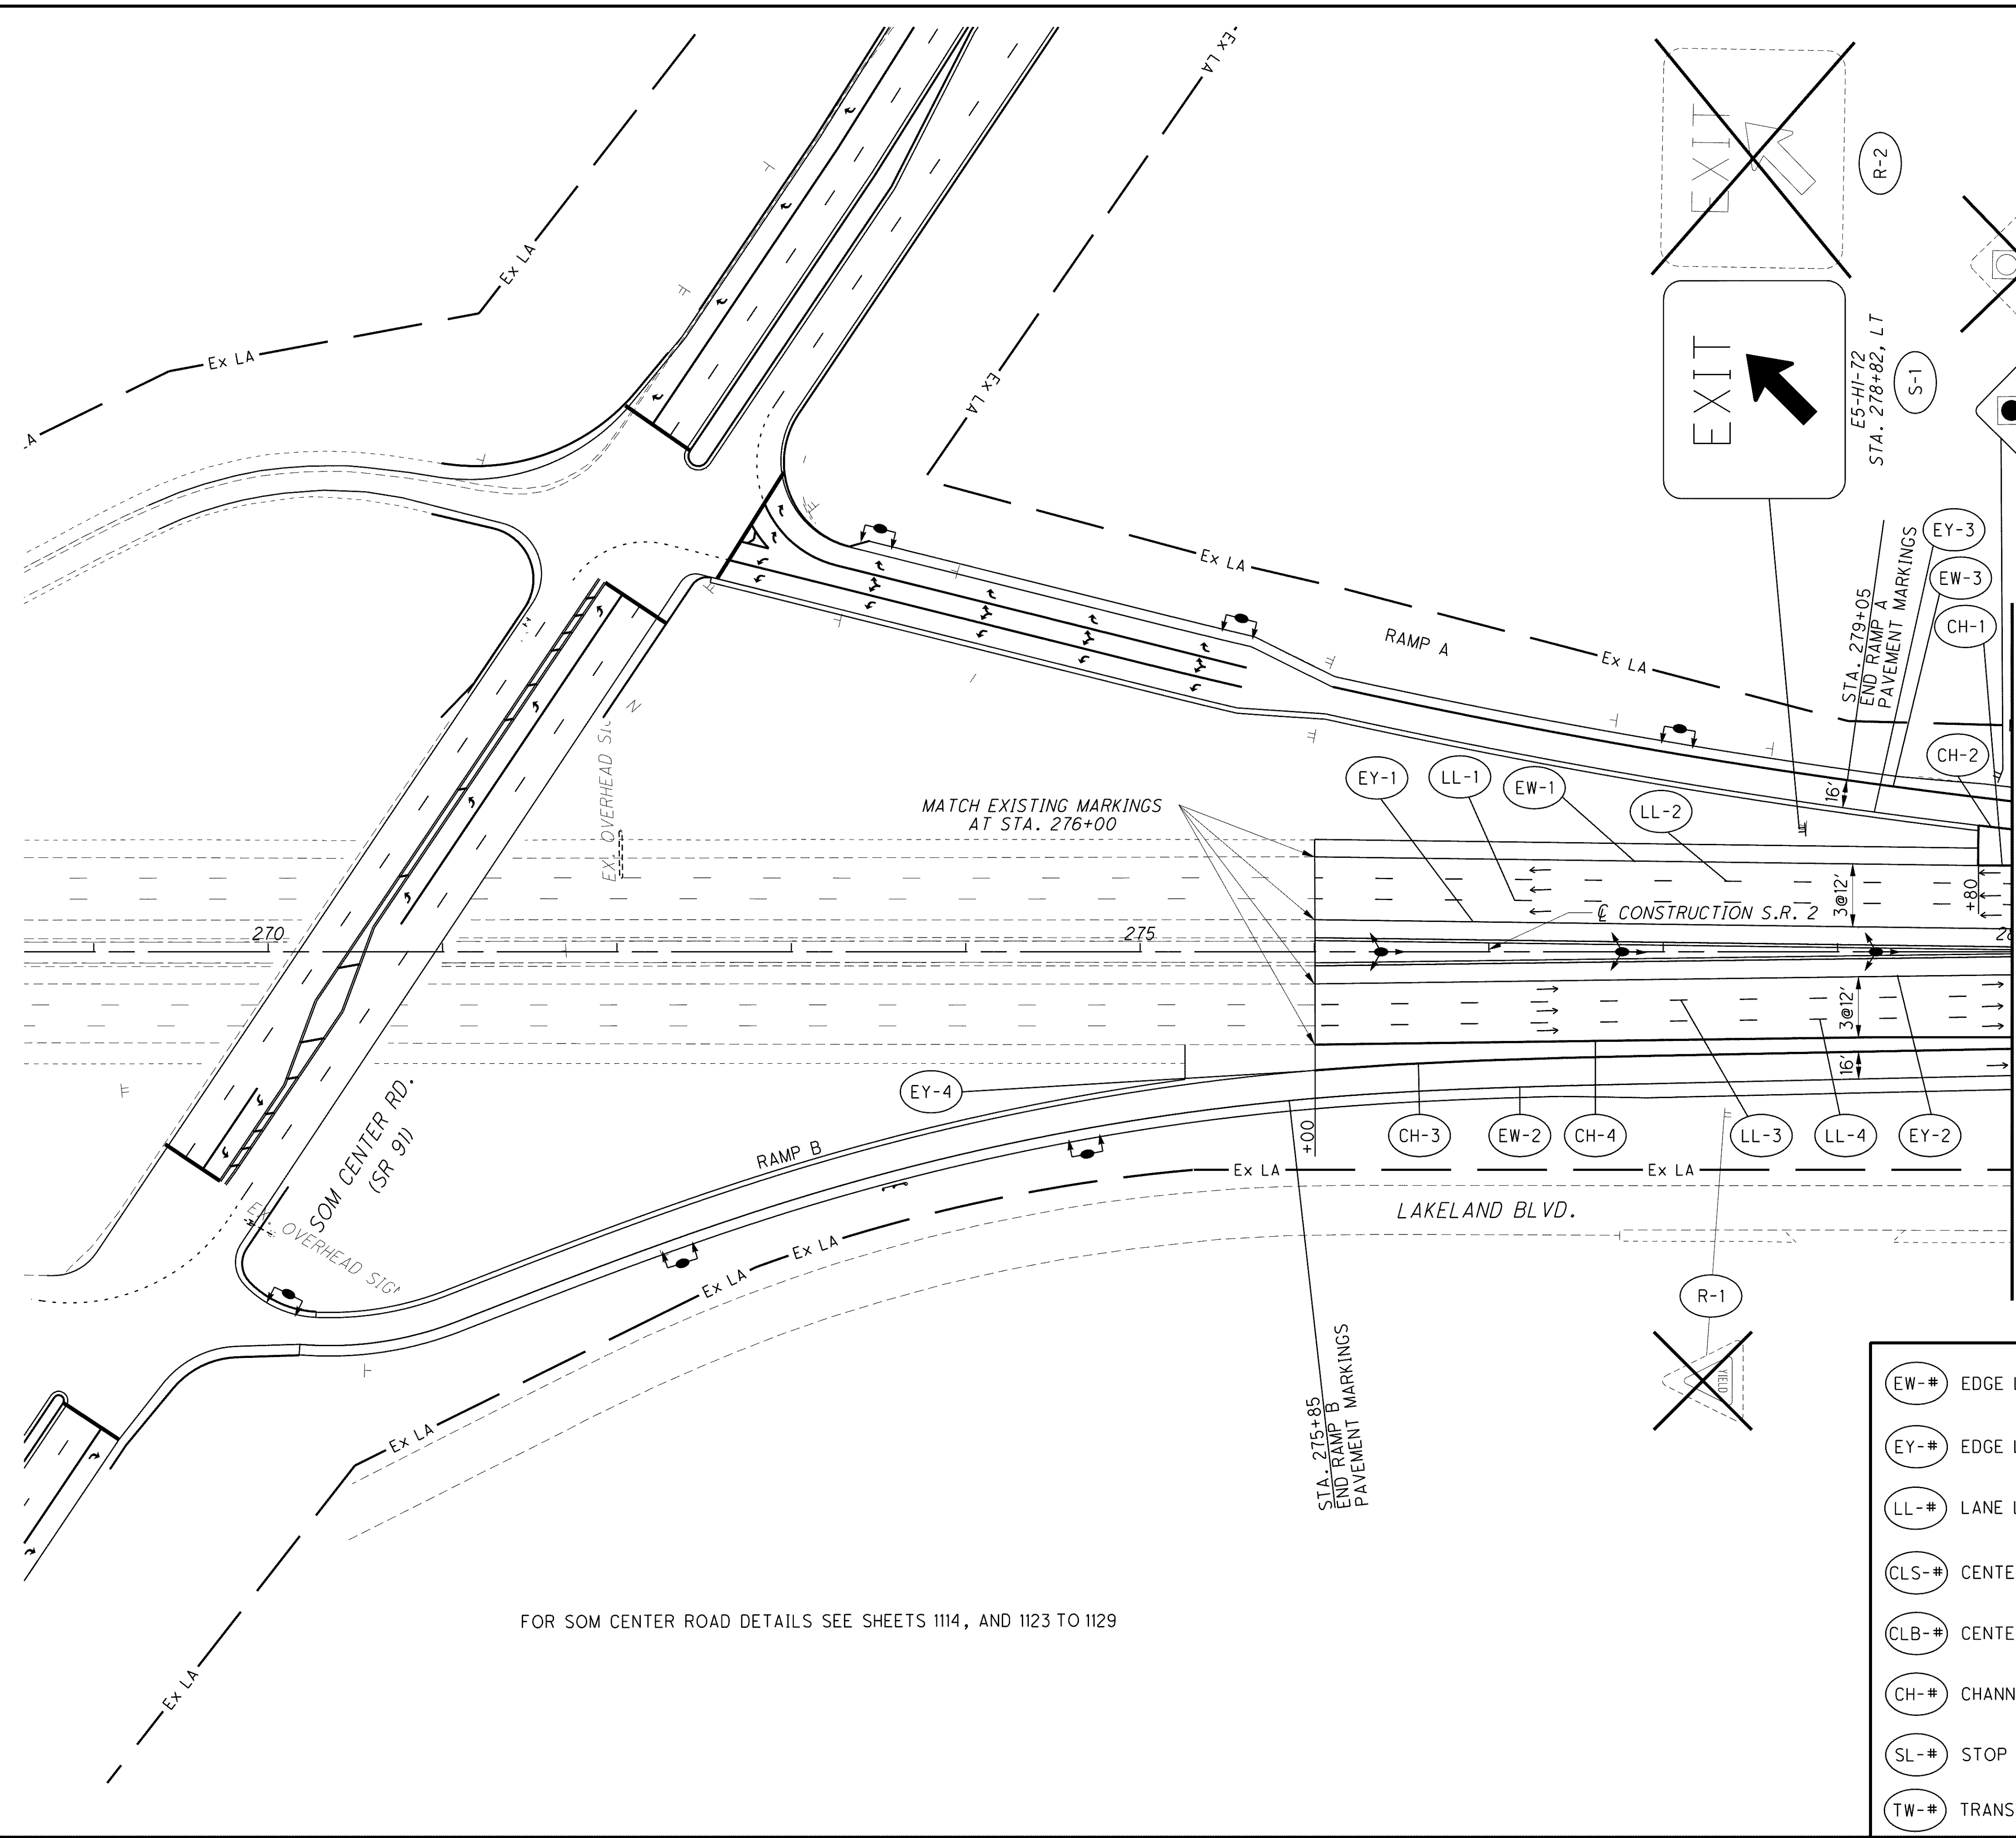 Ex LA
Ex LA
Ex LA
Ex LA
EXIT
R-2
EXIT
E5-H1-72
STA. 278+82, LT
S-1
Ex LA
RAMP A
Ex LA
STA. 279+05
END RAMP A
PAVEMENT MARKINGS
EY-3
EW-3
CH-1
CH-2
16'
EX. OVERHEAD
MATCH EXISTING MARKINGS
AT STA. 276+00
EY-1
LL-1
EW-1
LL-2
3@12'
+80
℄ CONSTRUCTION S.R. 2
270
275
3@12'
16'
EY-4
+00
CH-3
EW-2
CH-4
LL-3
LL-4
EY-2
SOM CENTER RD.
(SR 91)
RAMP B
Ex LA
Ex LA
LAKELAND BLVD.
EX. OVERHEAD SIGN
Ex LA
Ex LA
R-1
YIELD
STA. 275+85
END RAMP B
PAVEMENT MARKINGS
Ex LA
Ex LA
FOR SOM CENTER ROAD DETAILS SEE SHEETS 1114, AND 1123 TO 1129
EW-# EDGE
EY-# EDGE
LL-# LANE
CLS-# CENTE
CLB-# CENTE
CH-# CHANN
SL-# STOP
TW-# TRANS